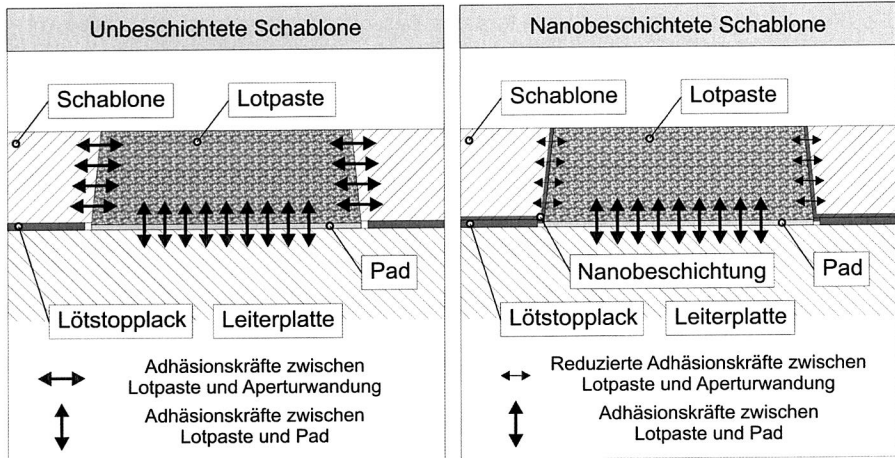 Unbeschichtete Schablone
Schablone
Lotpaste
Pad
Lötstopplack
Leiterplatte
Adhäsionskräfte zwischen
Lotpaste und Aperturwandung
Adhäsionskräfte zwischen
Lotpaste und Pad
Nanobeschichtete Schablone
Schablone
Lotpaste
Nanobeschichtung
Pad
Lötstopplack
Leiterplatte
Reduzierte Adhäsionskräfte zwischen
Lotpaste und Aperturwandung
Adhäsionskräfte zwischen
Lotpaste und Pad